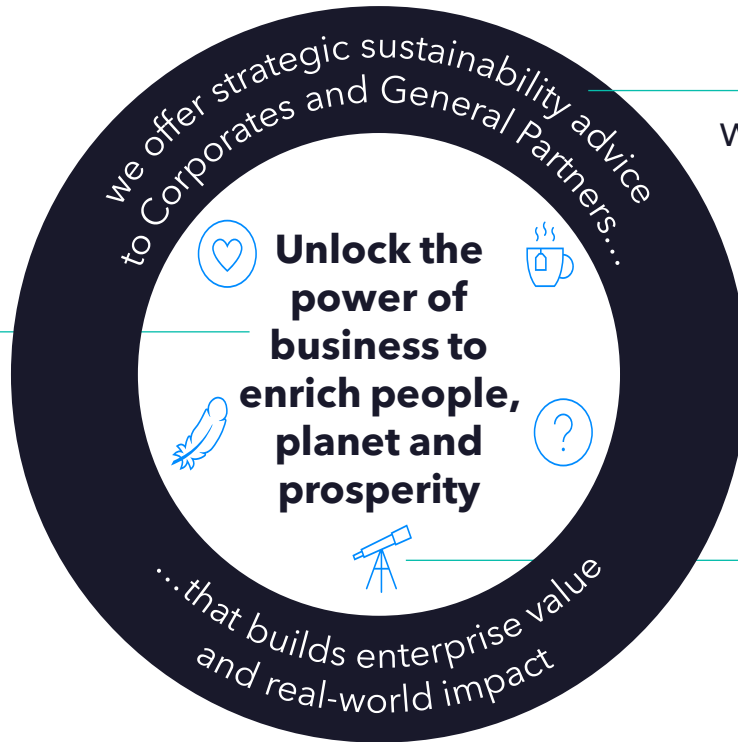 we offer strategic sustainability advice
to Corporates and General Partners....
Unlock the
power of
business to
enrich people,
planet and
prosperity
?
...that builds enterprise value
and real-world impact